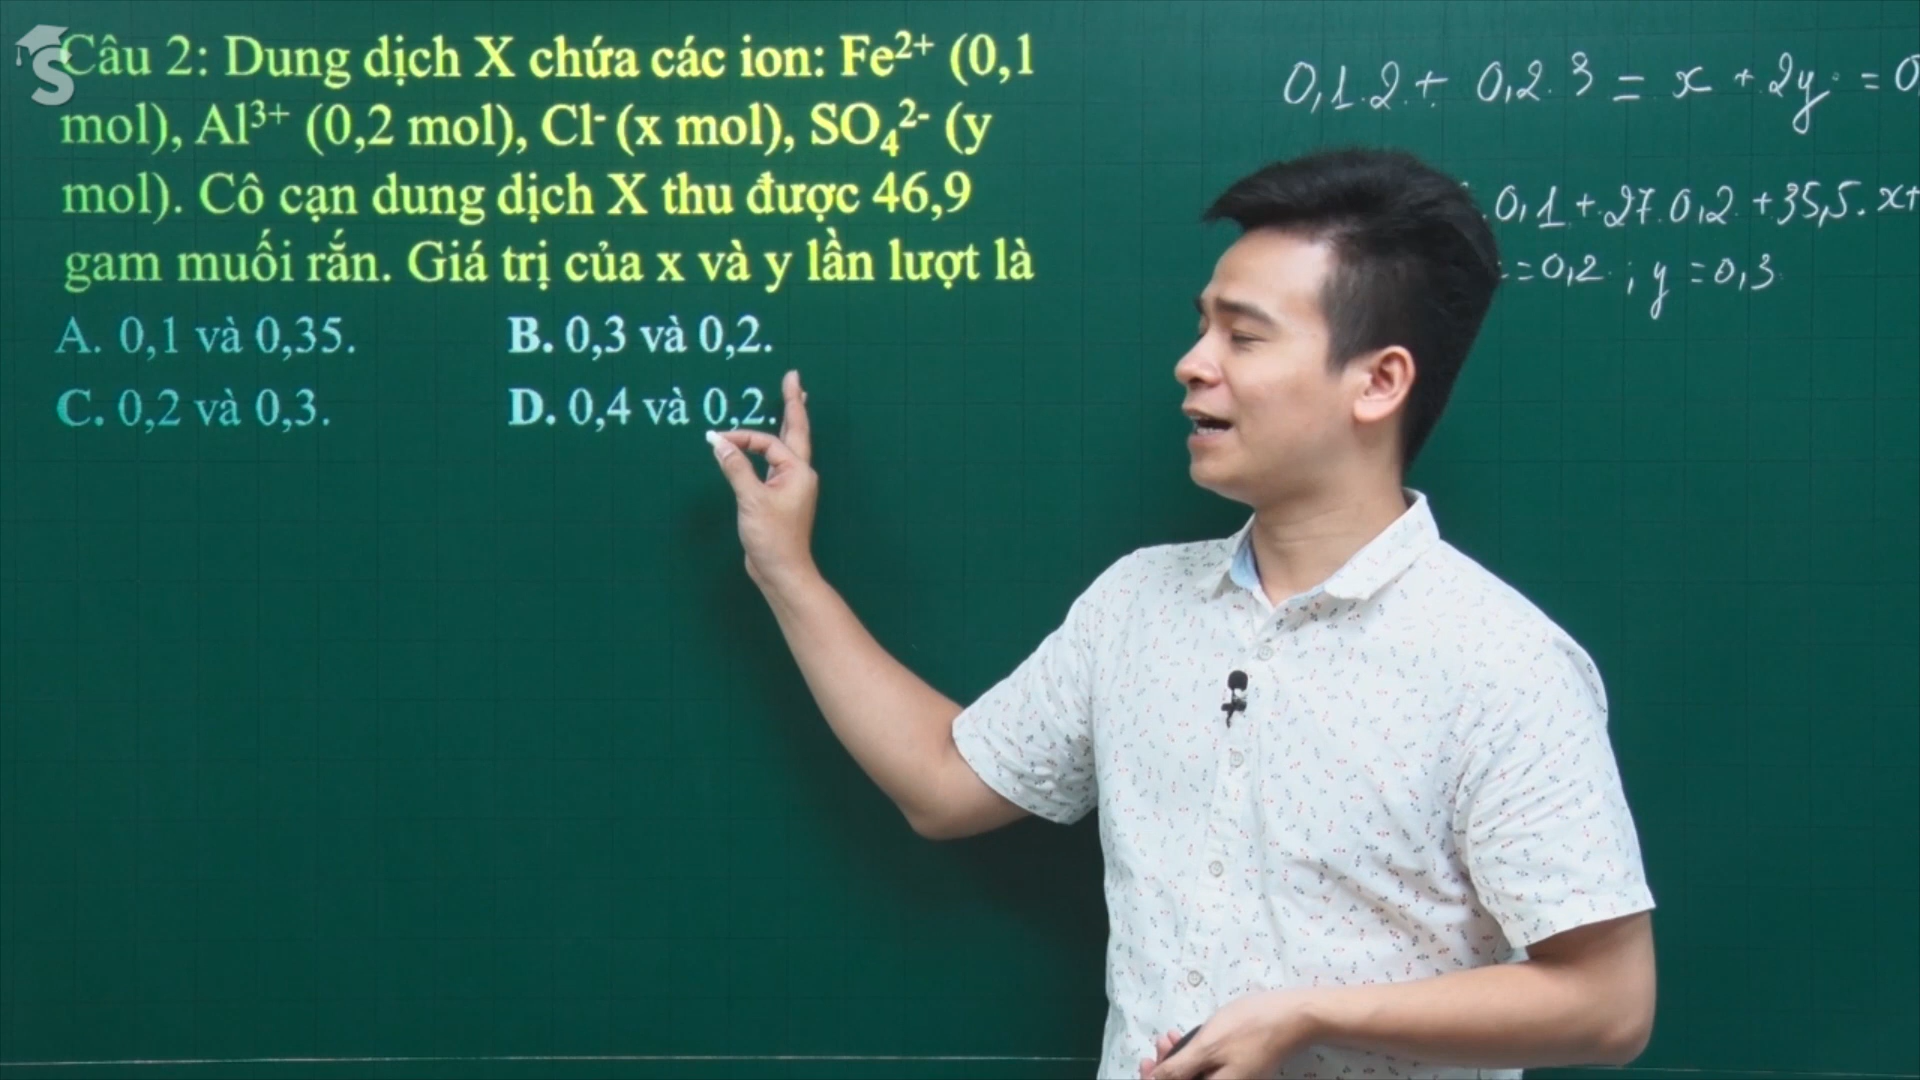 Câu 2: Dung dịch X chứa các ion: Fe²⁺ (0,1
mol), Al³⁺ (0,2 mol), Cl⁻ (x mol), SO₄²⁻ (y
mol). Cô cạn dung dịch X thu được 46,9
gam muối rắn. Giá trị của x và y lần lượt là
A. 0,1 và 0,35. B. 0,3 và 0,2.
C. 0,2 và 0,3. D. 0,4 và 0,2.
0,1.2 + 0,2.3 = x + 2y = 0,
.0,1 + 27.0,2 + 35,5.x +
=0,2 ; y =0,3
S